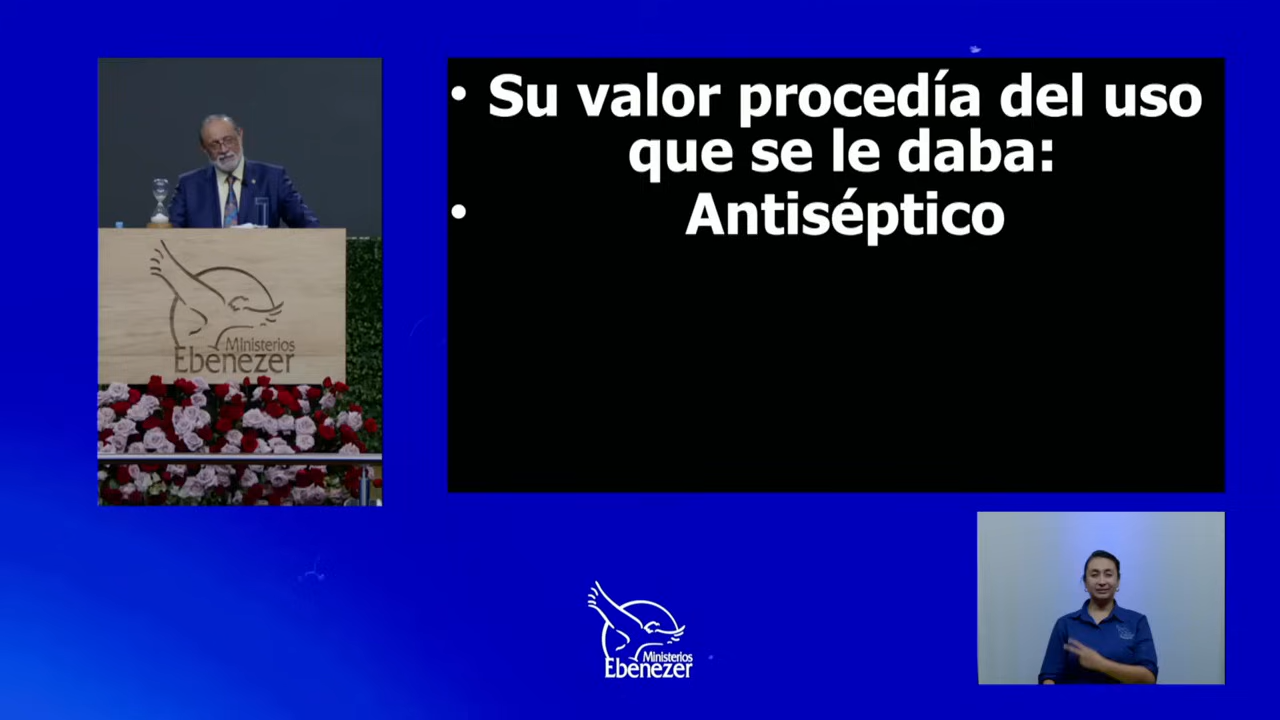 • Su valor procedía del uso
que se le daba:
• Antiséptico
Ministerios
Ebenezer
Ministerios
Ebenezer